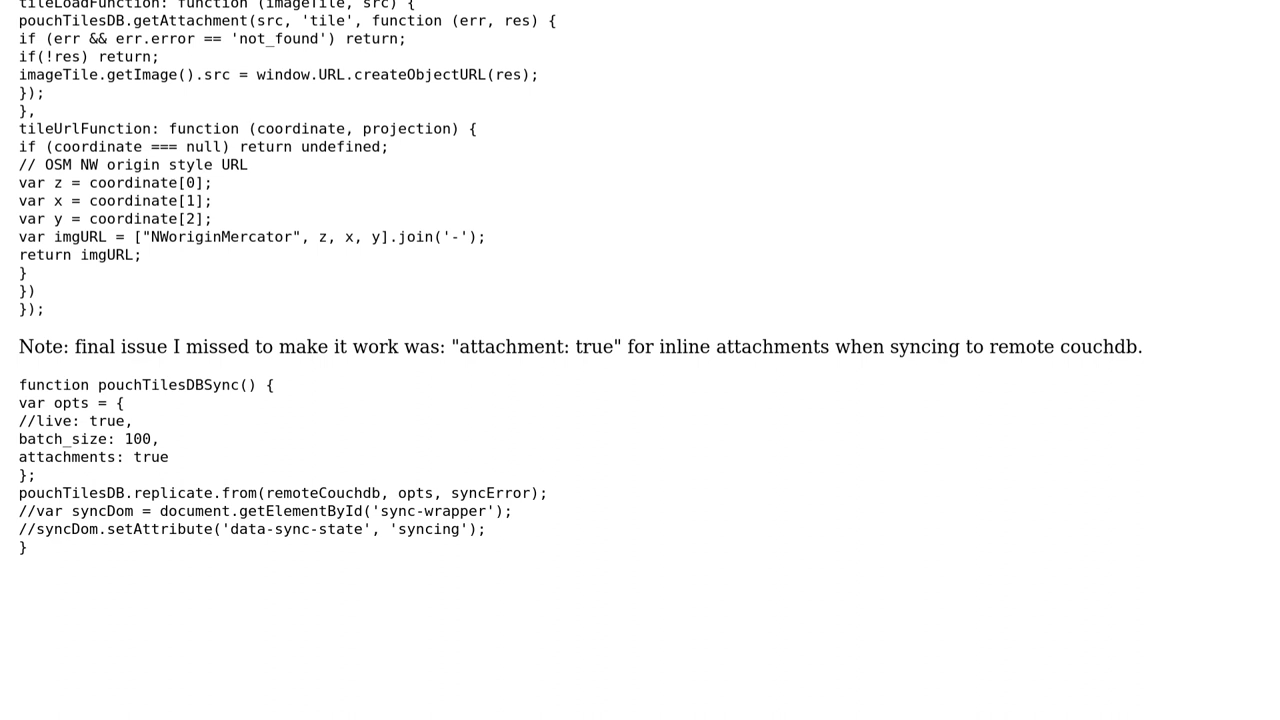 tileLoadFunction: function (imageTile, src) {
pouchTilesDB.getAttachment(src, 'tile', function (err, res) {
if (err && err.error == 'not_found') return;
if(!res) return;
imageTile.getImage().src = window.URL.createObjectURL(res);
});
},
tileUrlFunction: function (coordinate, projection) {
if (coordinate === null) return undefined;
// OSM NW origin style URL
var z = coordinate[0];
var x = coordinate[1];
var y = coordinate[2];
var imgURL = ["NWoriginMercator", z, x, y].join('-');
return imgURL;
}
})
});
Note: final issue I missed to make it work was: "attachment: true" for inline attachments when syncing to remote couchdb.
function pouchTilesDBSync() {
var opts = {
//live: true,
batch_size: 100,
attachments: true
};
pouchTilesDB.replicate.from(remoteCouchdb, opts, syncError);
//var syncDom = document.getElementById('sync-wrapper');
//syncDom.setAttribute('data-sync-state', 'syncing');
}